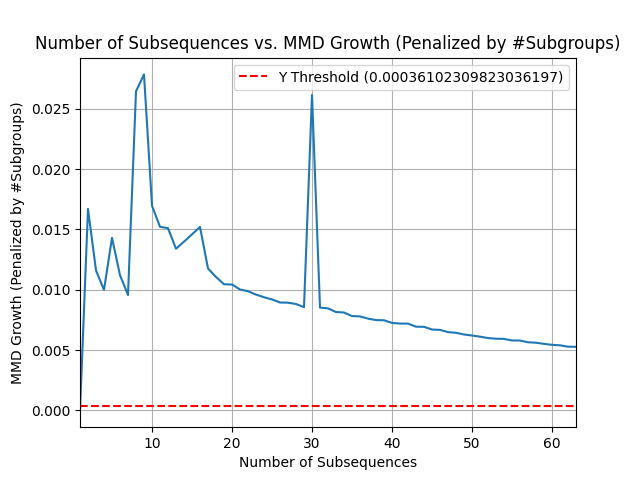 Number of Subsequences vs. MMD Growth (Penalized by #Subgroups)
Y Threshold (0.00036102309823036197)
MMD Growth (Penalized by #Subgroups)
0.025
0.020
0.015
0.010
0.005
0.000
10 20 30 40 50 60
Number of Subsequences